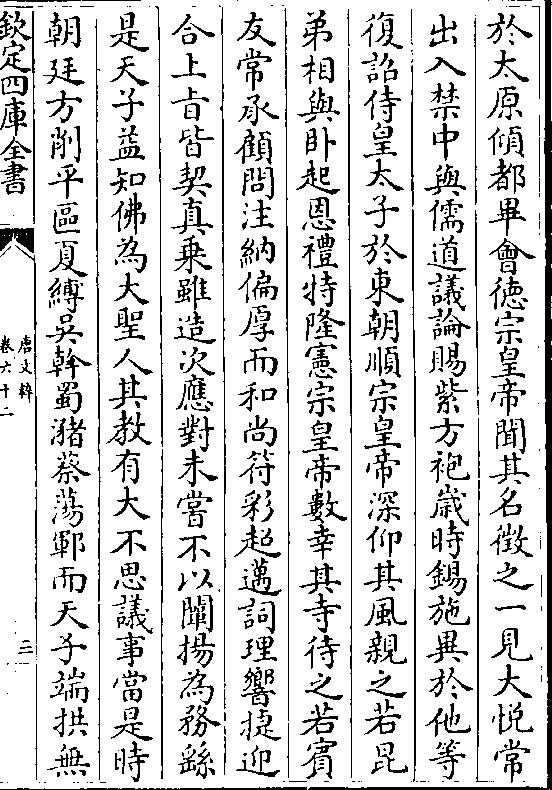 於太原傾都畢會徳宗皇帝聞其名徴之一見大悦常
出入禁中與儒道議論賜紫方袍歲時錫施異於他等
復詔侍皇太子於東朝順宗皇帝深仰其風親之若昆
弟相與卧起恩禮特隆憲宗皇帝數幸其寺待之若賓
友常承顧問注納偏厚而和尚符彩超邁詞理響捷迎
合上㫖皆契真乗雖造次應對未嘗不以闡揚為務繇
是天子益知佛為大聖人其教有大不思議事當是時
朝廷方削平區夏縛吳斡蜀瀦蔡蕩鄆而天子端拱無
欽定四庫全書
唐文粹
卷六十二
三